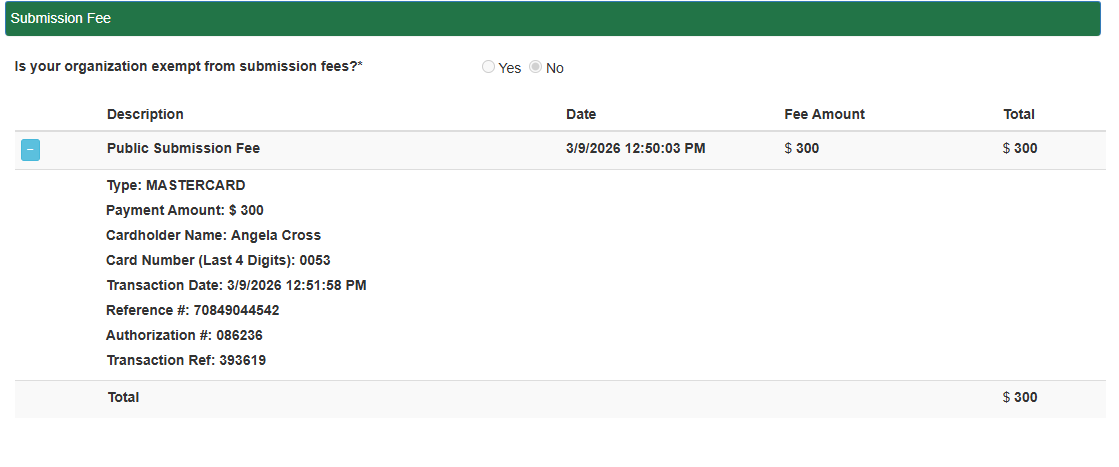 Submission Fee
Is your organization exempt from submission fees?* Yes No
Description Date Fee Amount Total
− Public Submission Fee 3/9/2026 12:50:03 PM $ 300 $ 300
Type: MASTERCARD
Payment Amount: $ 300
Cardholder Name: Angela Cross
Card Number (Last 4 Digits): 0053
Transaction Date: 3/9/2026 12:51:58 PM
Reference #: 70849044542
Authorization #: 086236
Transaction Ref: 393619
Total $ 300